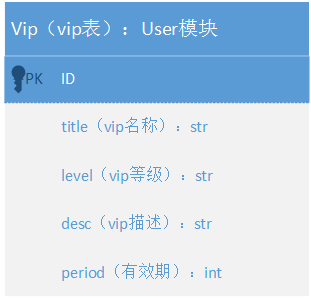 Vip（vip表）：User模块
PK ID
title（vip名称）：str
level（vip等级）：str
desc（vip描述）：str
period（有效期）：int